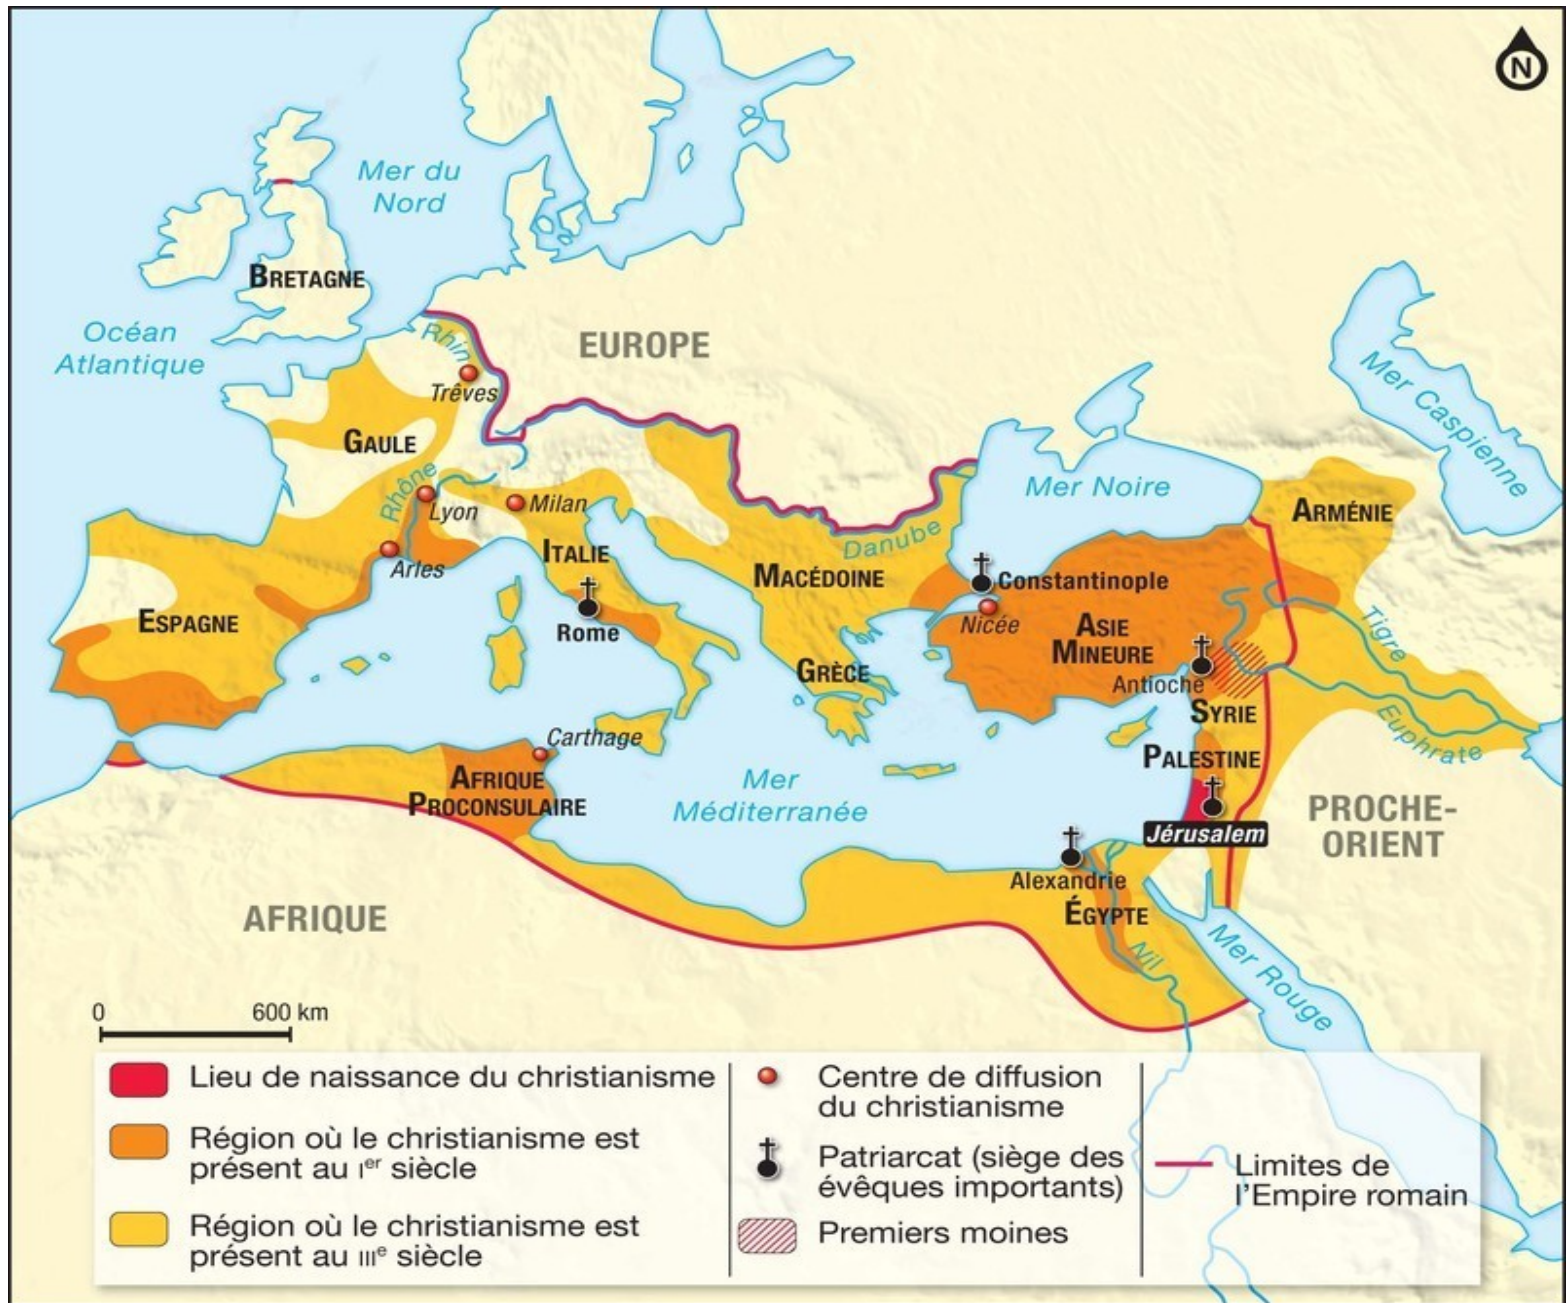 N
Mer du
Nord
BRETAGNE
Océan
Atlantique
EUROPE
Rhin
Trêves
GAULE
Mer Caspienne
Rhône
Lyon
Milan
Mer Noire
ARMÉNIE
Danube
Arles
ITALIE
MACÉDOINE
Constantinople
ESPAGNE
Rome
Nicée
ASIE
MINEURE
Tigre
GRÈCE
Antioche
SYRIE
Euphrate
Carthage
PALESTINE
AFRIQUE
PROCONSULAIRE
Mer
Méditerranée
PROCHE-
ORIENT
Jérusalem
Alexandrie
ÉGYPTE
AFRIQUE
Nil
Mer Rouge
0 600 km
Lieu de naissance du christianisme
Région où le christianisme est
présent au Ier siècle
Région où le christianisme est
présent au IIIe siècle
Centre de diffusion
du christianisme
Patriarcat (siège des
évêques importants)
Premiers moines
Limites de
l'Empire romain